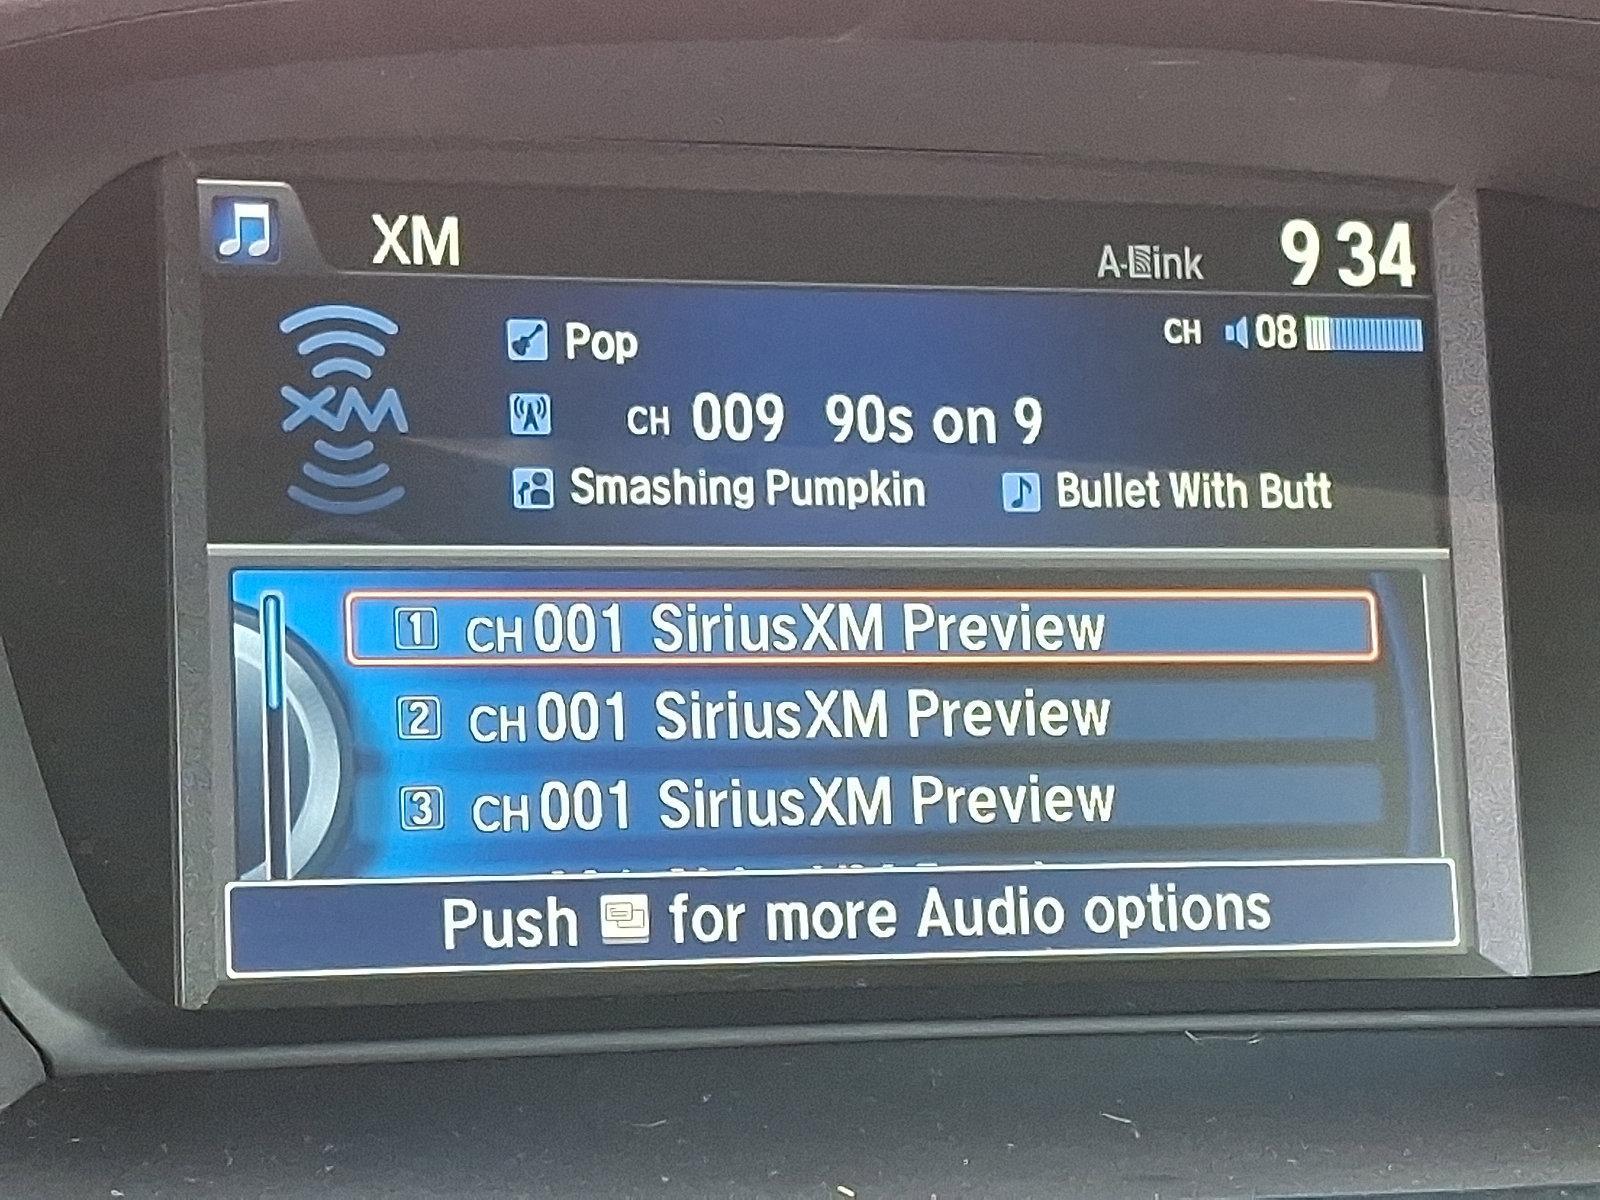 XM
A-Link
9 34
XM
Pop
CH 08
CH 009 90s on 9
Smashing Pumpkin
Bullet With Butt
1 CH 001 SiriusXM Preview
2 CH 001 SiriusXM Preview
3 CH 001 SiriusXM Preview
Push for more Audio options